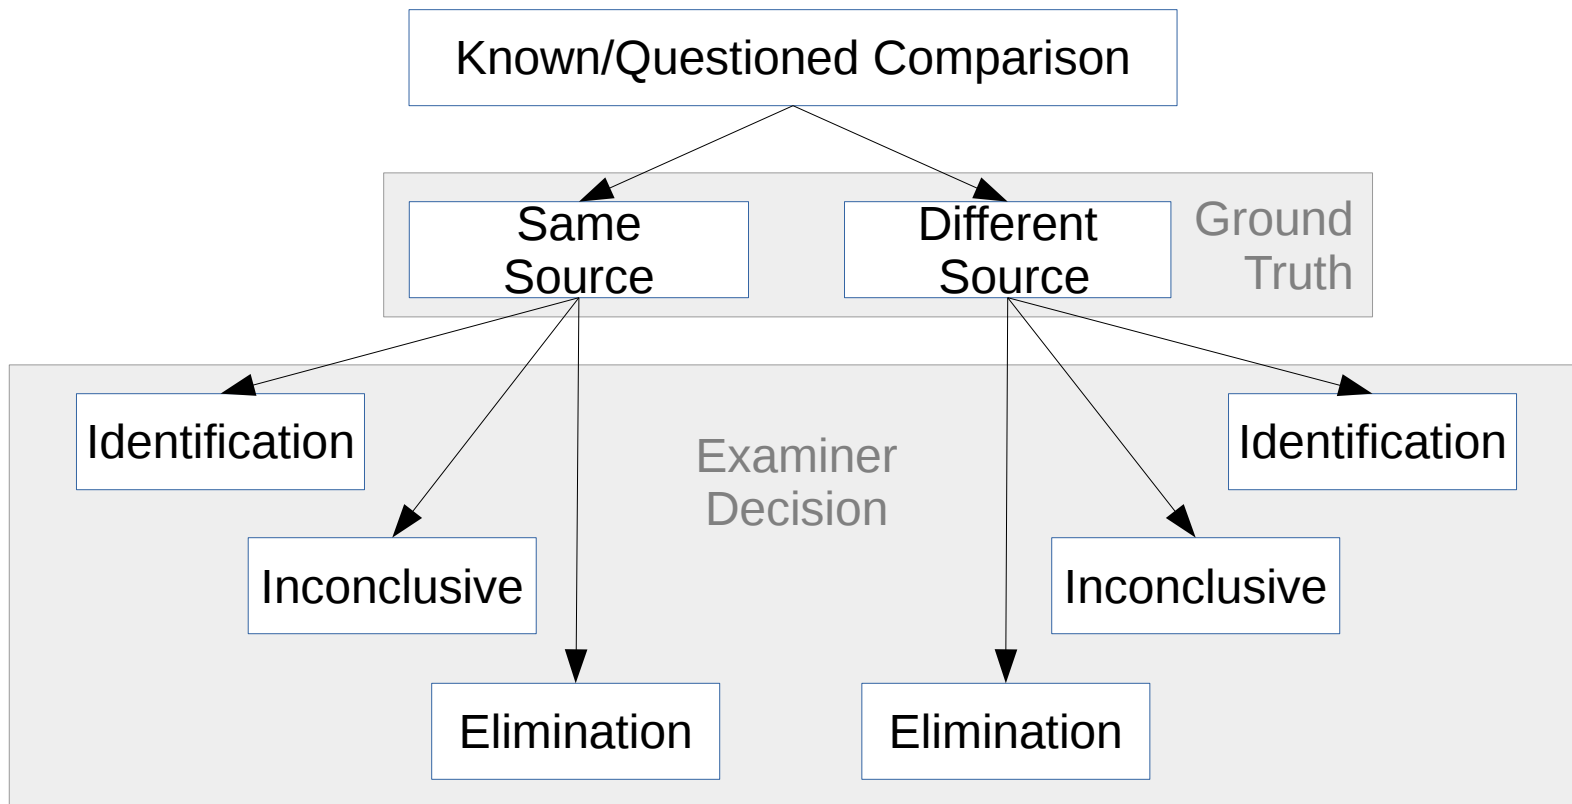 Known/Questioned Comparison
Same
Source
Different
Source
Ground
Truth
Identification
Examiner
Decision
Identification
Inconclusive
Inconclusive
Elimination
Elimination